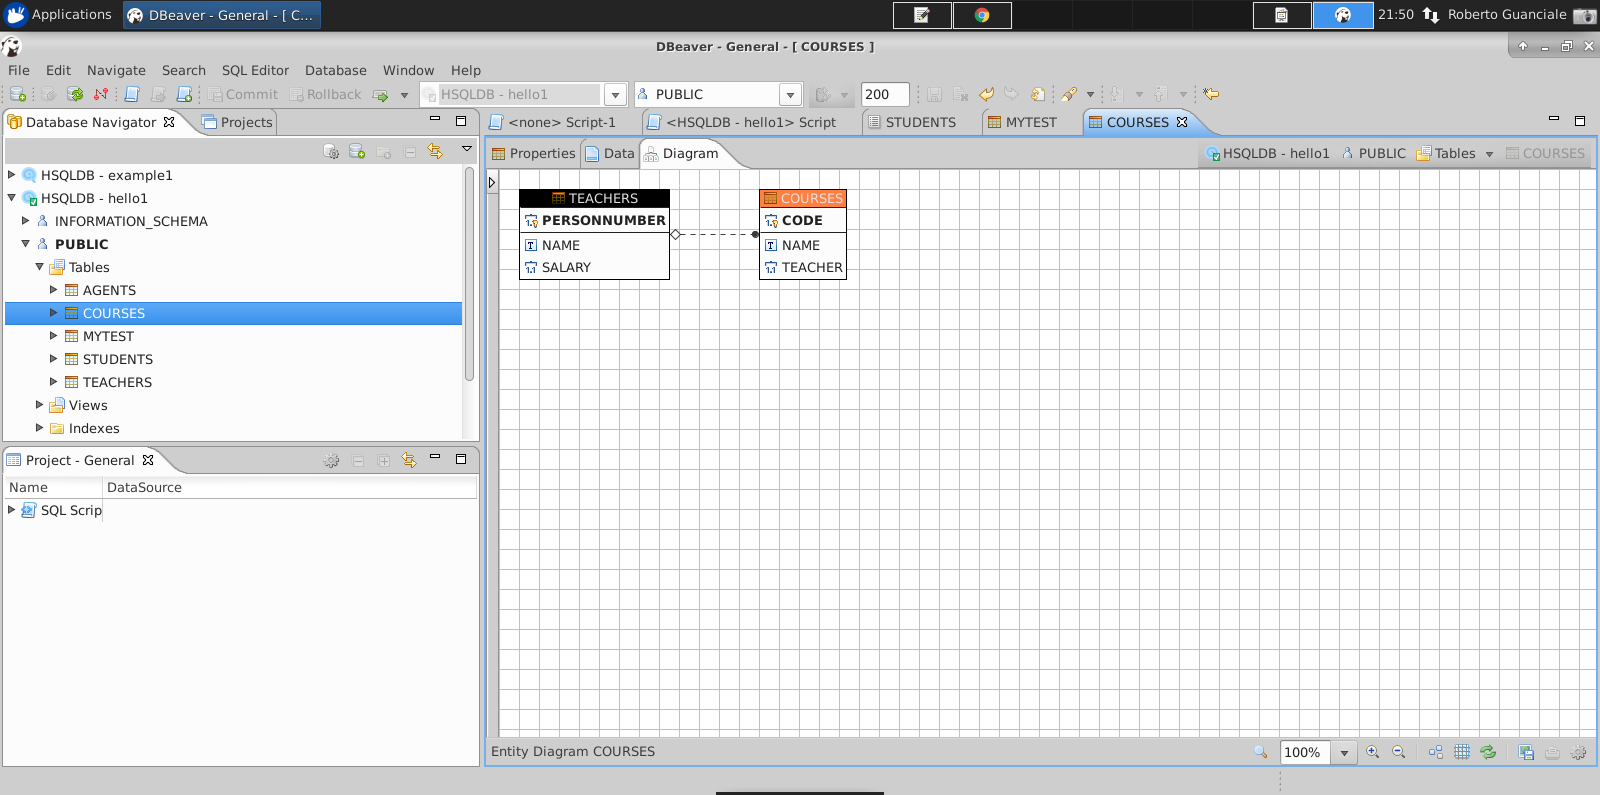 Applications DBeaver - General - [ C... 21:50 Roberto Guanciale
DBeaver - General - [ COURSES ]
File Edit Navigate Search SQL Editor Database Window Help
Commit Rollback HSQLDB - hello1 PUBLIC 200
Database Navigator Projects
<none> Script-1 <HSQLDB - hello1> Script STUDENTS MYTEST COURSES
Properties Data Diagram HSQLDB - hello1 PUBLIC Tables COURSES
HSQLDB - example1
HSQLDB - hello1
INFORMATION_SCHEMA
PUBLIC
Tables
AGENTS
COURSES
MYTEST
STUDENTS
TEACHERS
Views
Indexes
TEACHERS
PERSONNUMBER
NAME
SALARY
COURSES
CODE
NAME
TEACHER
Project - General
Name DataSource
SQL Scrip
Entity Diagram COURSES 100%